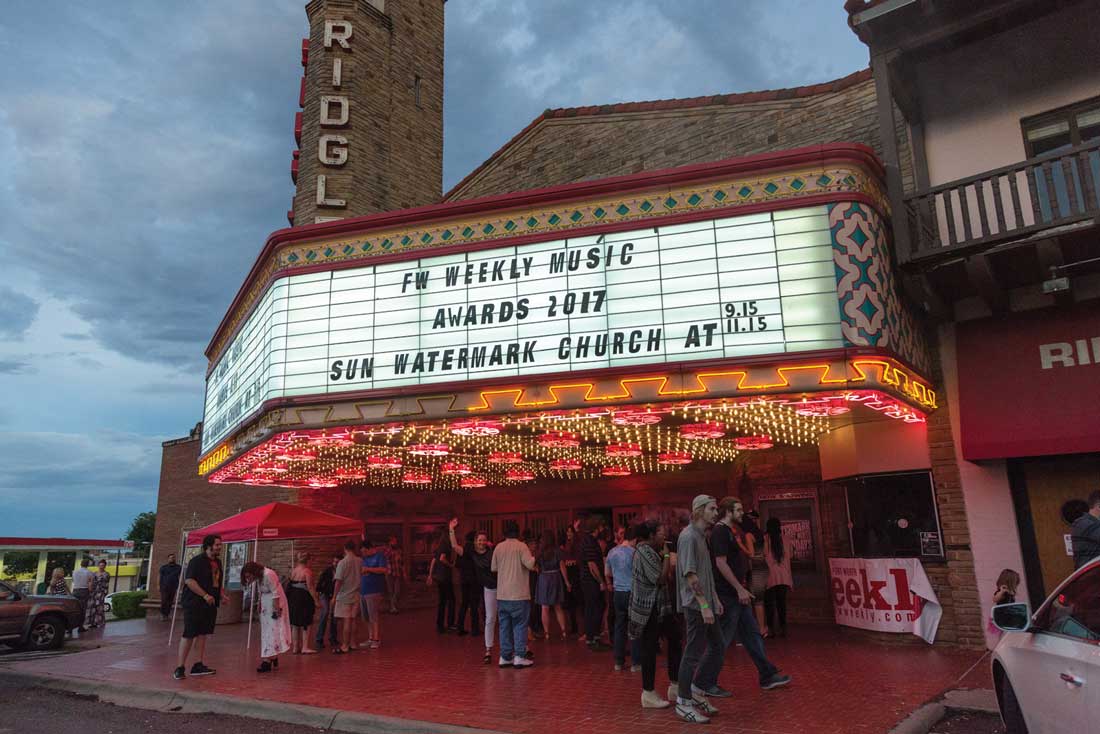 RIDGL
FW WEEKLY MUSIC
AWARDS 2017
SUN WATERMARK CHURCH AT 9.15
11.15
RI
eekl
weekly.com